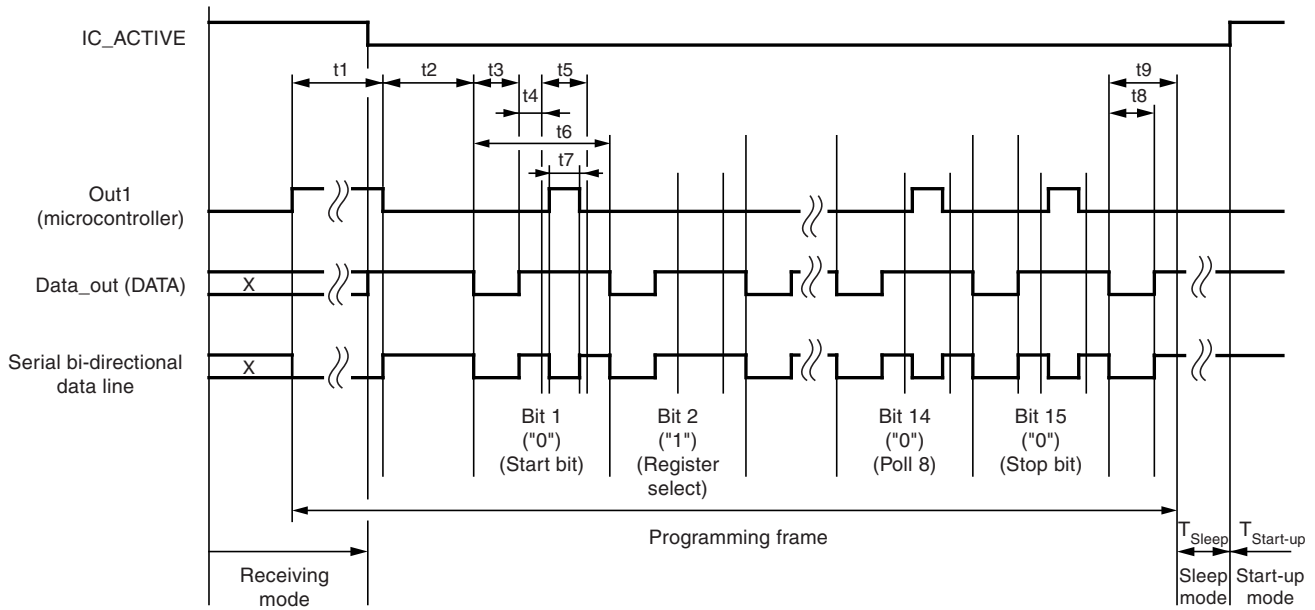 IC_ACTIVE
t1
t2
t3
t5
t9
t4
t8
t6
t7
Out1
(microcontroller)
Data_out (DATA)
X
Serial bi-directional
data line
X
Bit 1
("0")
(Start bit)
Bit 2
("1")
(Register
select)
Bit 14
("0")
(Poll 8)
Bit 15
("0")
(Stop bit)
Programming frame
TSleep
TStart-up
Receiving
mode
Sleep
mode
Start-up
mode